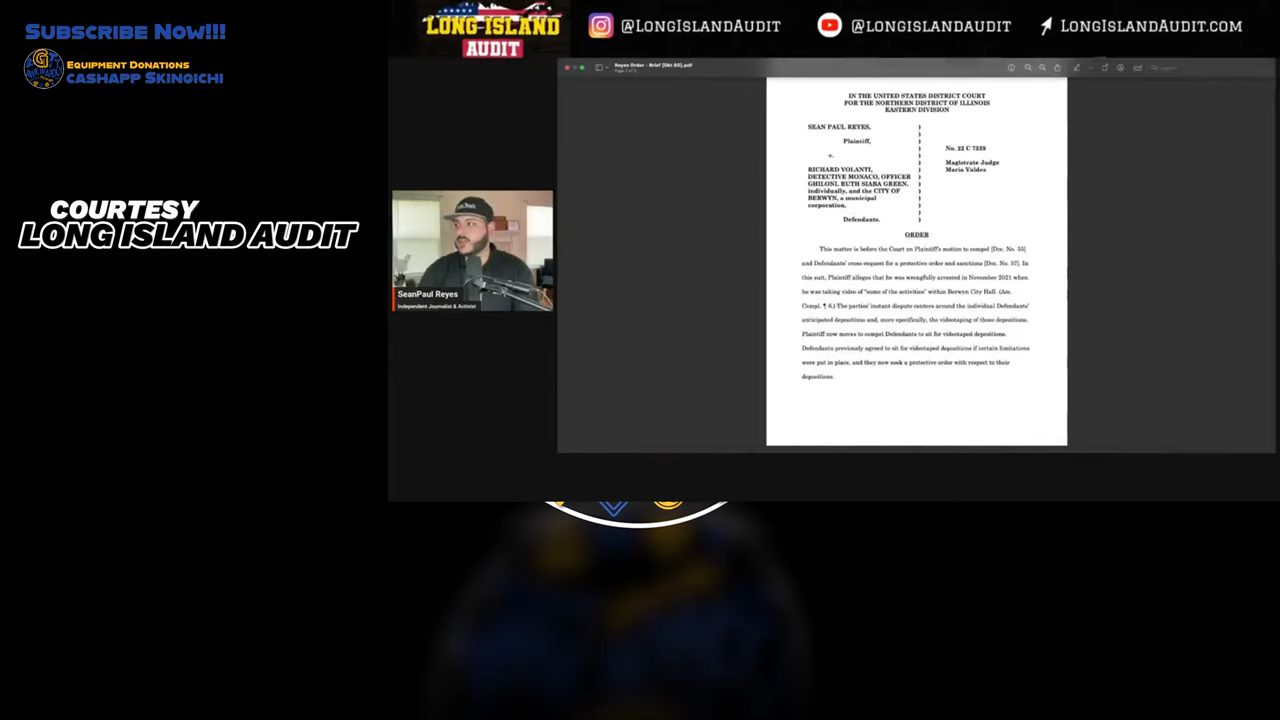 Subscribe Now!!!
Equipment Donations
CASHAPP SKINOICHI
COURTESY
LONG ISLAND AUDIT
LONG ISLAND
AUDIT
@LongIslandAudit
@longislandaudit
LongIslandAudit.com
Reyes Order - Brief [Dkt 80].pdf
IN THE UNITED STATES DISTRICT COURT
FOR THE NORTHERN DISTRICT OF ILLINOIS
EASTERN DIVISION
SEAN PAUL REYES,
Plaintiff,
v.
RICHARD VOLANTI,
DETECTIVE MONACO, OFFICER
GHILONI, RUTH SIABA GREEN,
individually, and the CITY OF
BERWYN, a municipal
corporation,
Defendants.
No. 22 C 7339
Magistrate Judge
Maria Valdez
ORDER
This matter is before the Court on Plaintiff's motion to compel [Doc. No. 55]
and Defendants' cross-request for a protective order and sanctions [Doc. No. 57]. In
this suit, Plaintiff alleges that he was wrongfully arrested in November 2021 when
he was taking video of "some of the activities" within Berwyn City Hall. (Am.
Compl. ¶ 6.) The parties' instant dispute centers around the individual Defendants'
anticipated depositions and, more specifically, the videotaping of those depositions.
Plaintiff now moves to compel Defendants to sit for videotaped depositions.
Defendants previously agreed to sit for videotaped depositions if certain limitations
were put in place, and they now seek a protective order with respect to their
depositions.
SeanPaul Reyes
Independent Journalist & Activist